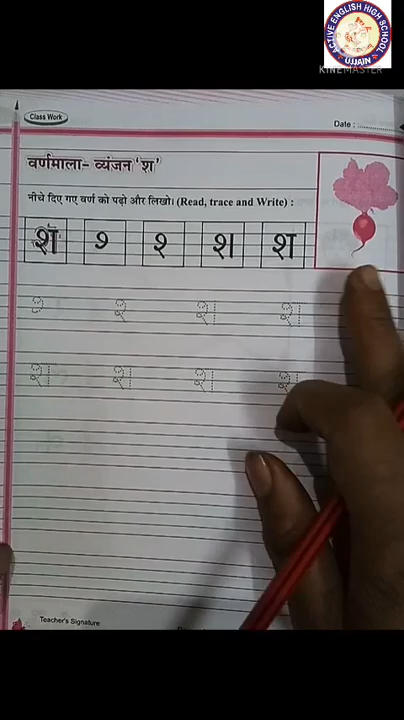 ACTIVE ENGLISH HIGH SCHOOL
UJJAIN
KINEMASTER
Class Work
Date :
वर्णमाला- व्यंजन 'श'
नीचे दिए गए वर्ण को पढ़ो और लिखो। (Read, trace and Write) :
श श श
श श
श श श श
Teacher's Signature